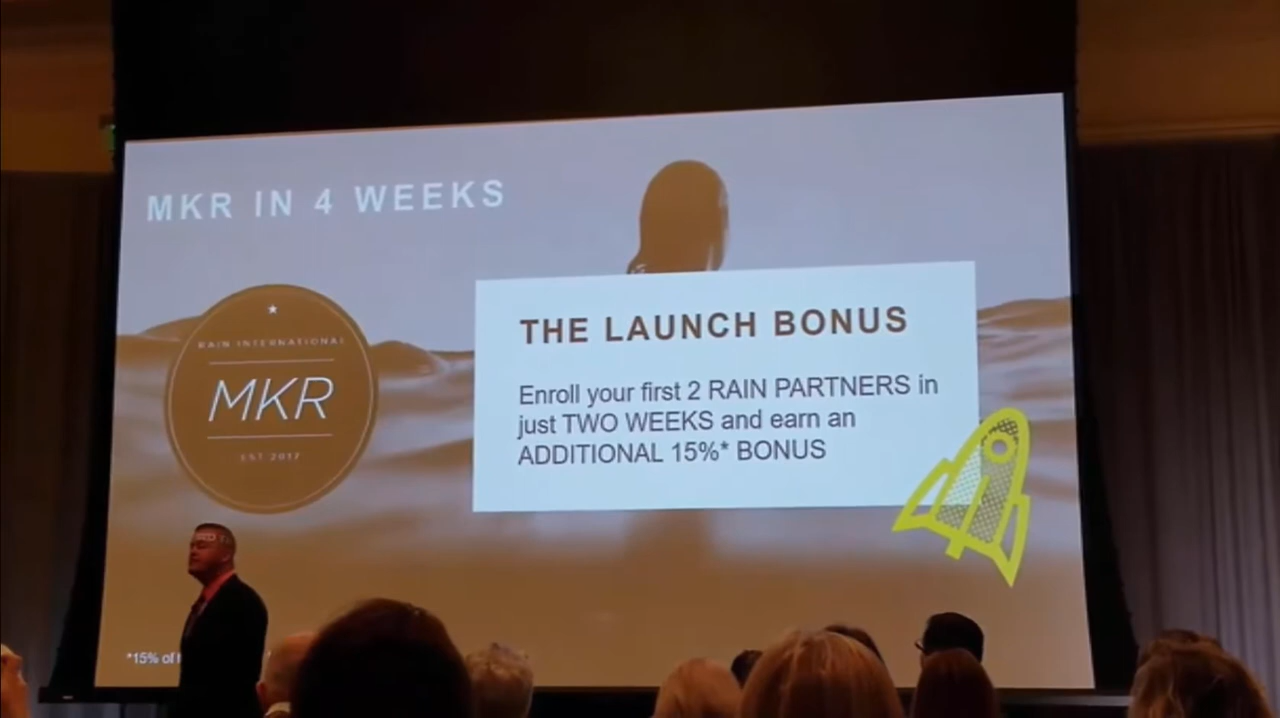 MKR IN 4 WEEKS
RAIN INTERNATIONAL
MKR
EST 2017
THE LAUNCH BONUS
Enroll your first 2 RAIN PARTNERS in
just TWO WEEKS and earn an
ADDITIONAL 15%* BONUS
*15% of